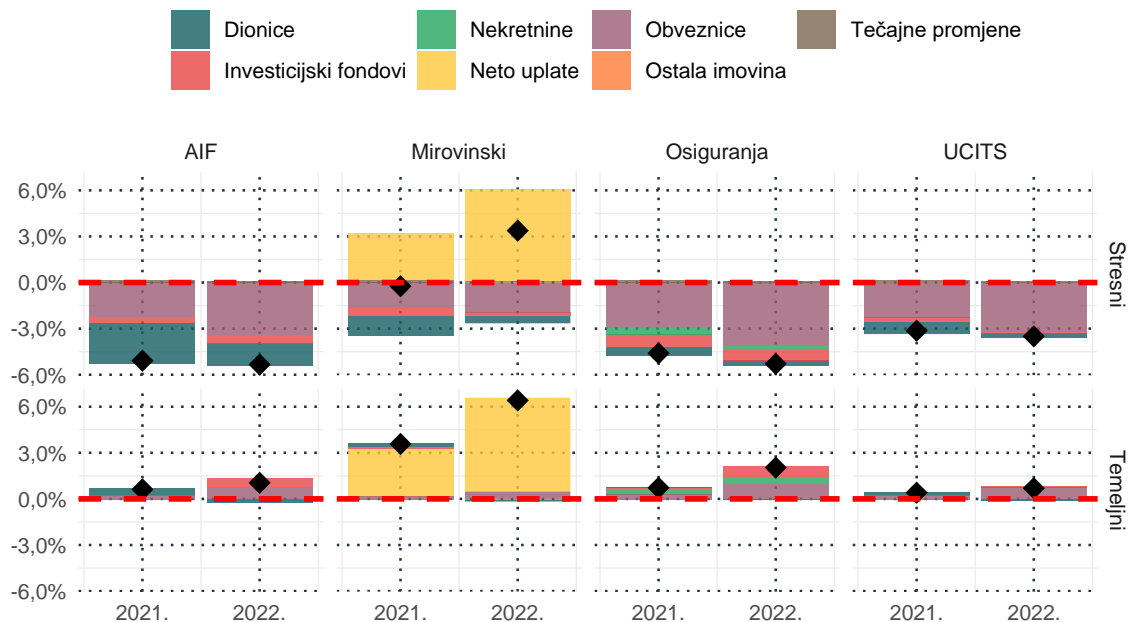 Dionice Nekretnine Obveznice Tečajne promjene
Investicijski fondovi Neto uplate Ostala imovina
AIF Mirovinski Osiguranja UCITS
6,0%
3,0%
0,0%
-3,0%
-6,0%
Stresni
6,0%
3,0%
0,0%
-3,0%
-6,0%
Temeljni
2021. 2022. 2021. 2022. 2021. 2022. 2021. 2022.